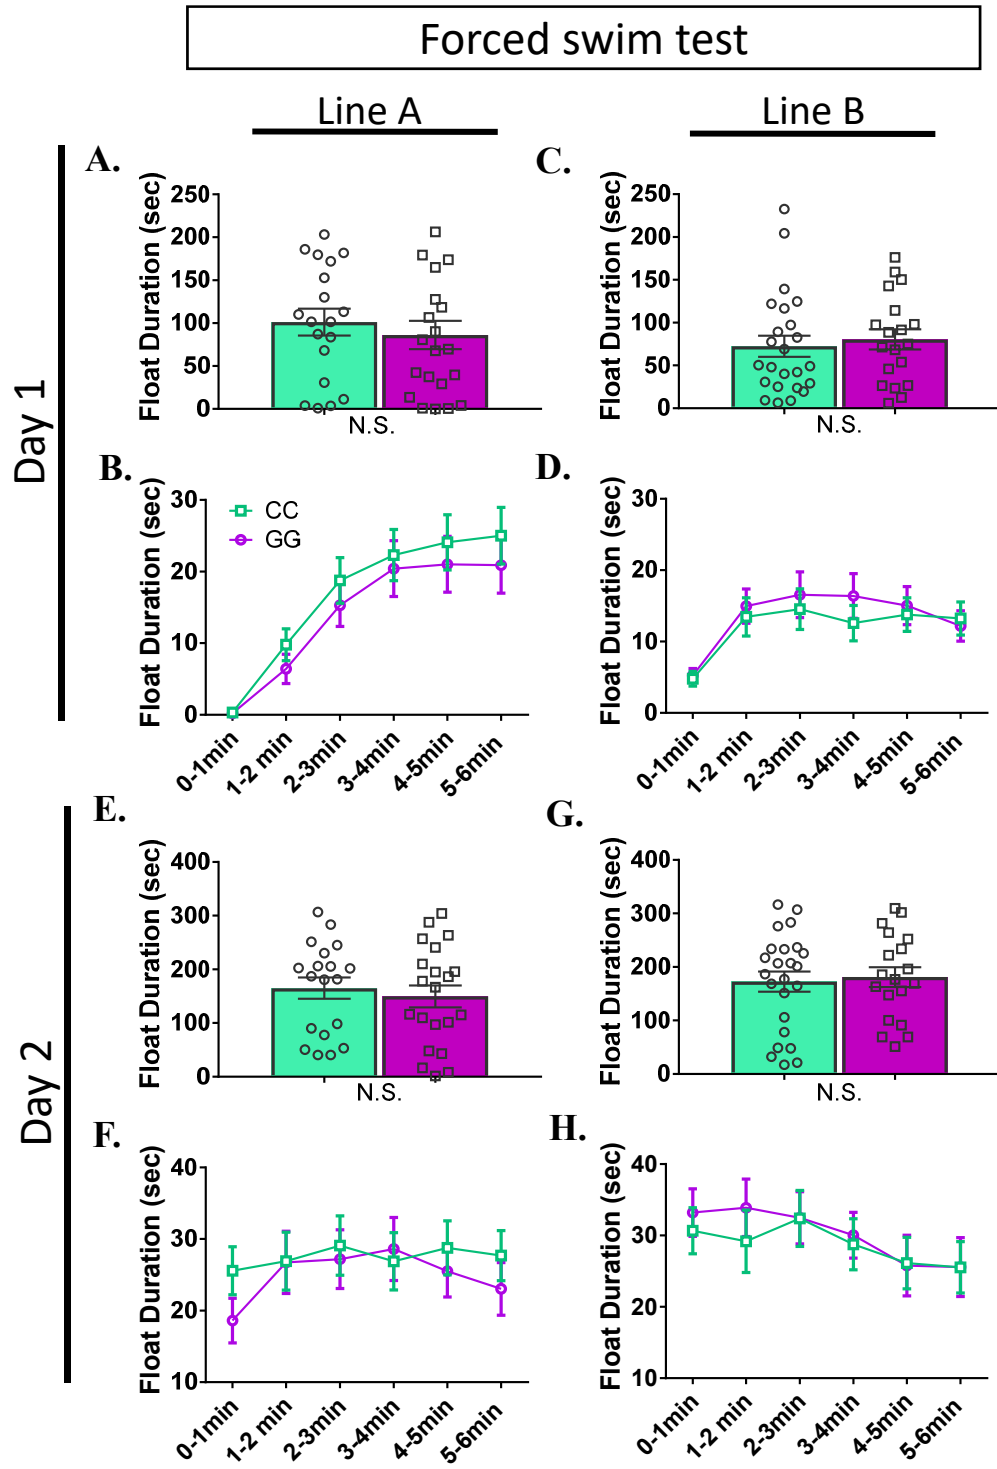 Forced swim test
Line A
Line B
Day 1
A.
Float Duration (sec)
250
200
150
100
50
0
N.S.
C.
Float Duration (sec)
250
200
150
100
50
0
N.S.
B.
Float Duration (sec)
30
20
10
0
CC
GG
0-1min
1-2 min
2-3min
3-4min
4-5min
5-6min
D.
Float Duration (sec)
30
20
10
0
0-1min
1-2 min
2-3min
3-4min
4-5min
5-6min
Day 2
E.
Float Duration (sec)
400
300
200
100
0
N.S.
G.
Float Duration (sec)
400
300
200
100
0
N.S.
F.
Float Duration (sec)
40
30
20
10
0-1min
1-2 min
2-3min
3-4min
4-5min
5-6min
H.
Float Duration (sec)
40
30
20
10
0-1min
1-2 min
2-3min
3-4min
4-5min
5-6min